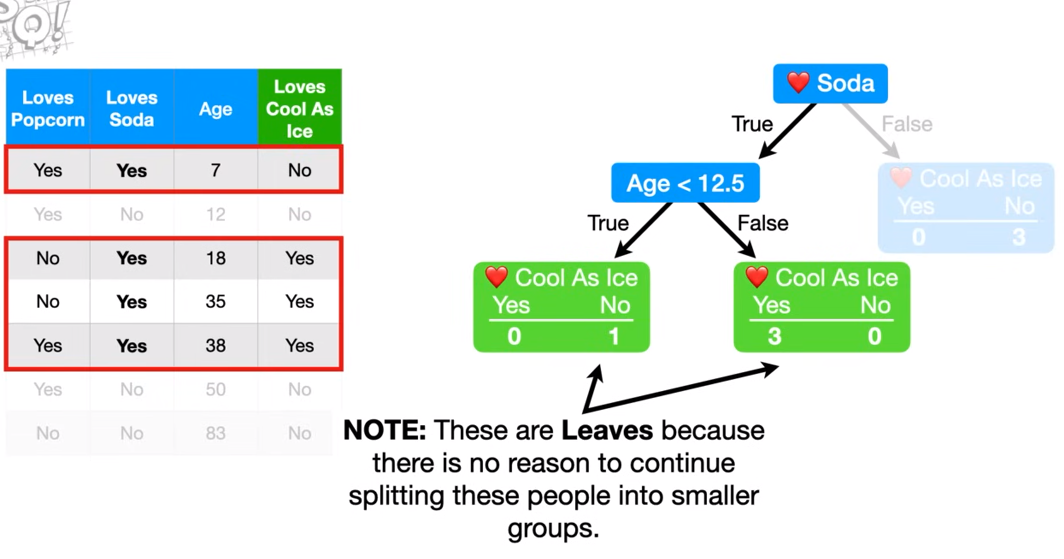 Q!
Loves Popcorn Loves Soda Age Loves Cool As Ice
Yes Yes 7 No
Yes No 12 No
No Yes 18 Yes
No Yes 35 Yes
Yes Yes 38 Yes
Yes No 50 No
No No 83 No
❤️ Soda
True False
Age < 12.5
❤️ Cool As Ice
Yes No
0 3
True False
❤️ Cool As Ice
Yes No
0 1
❤️ Cool As Ice
Yes No
3 0
NOTE: These are Leaves because
there is no reason to continue
splitting these people into smaller
groups.